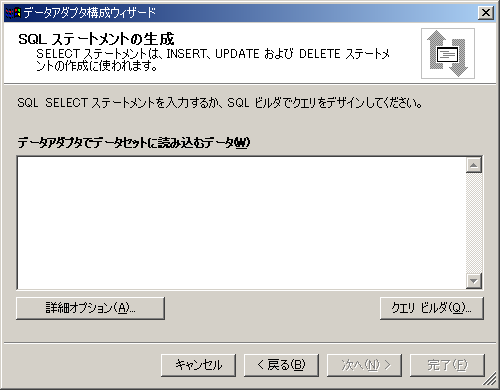 データアダプタ構成ウィザード
SQL ステートメントの生成
SELECT ステートメントは、INSERT、UPDATE および DELETE ステートメ
ントの作成に使われます。
SQL SELECT ステートメントを入力するか、SQL ビルダでクエリをデザインしてください。
データアダプタでデータセットに読み込むデータ(W)
詳細オプション(A)...
クエリ ビルダ(Q)...
キャンセル
< 戻る(B)
次へ(N) >
完了(F)